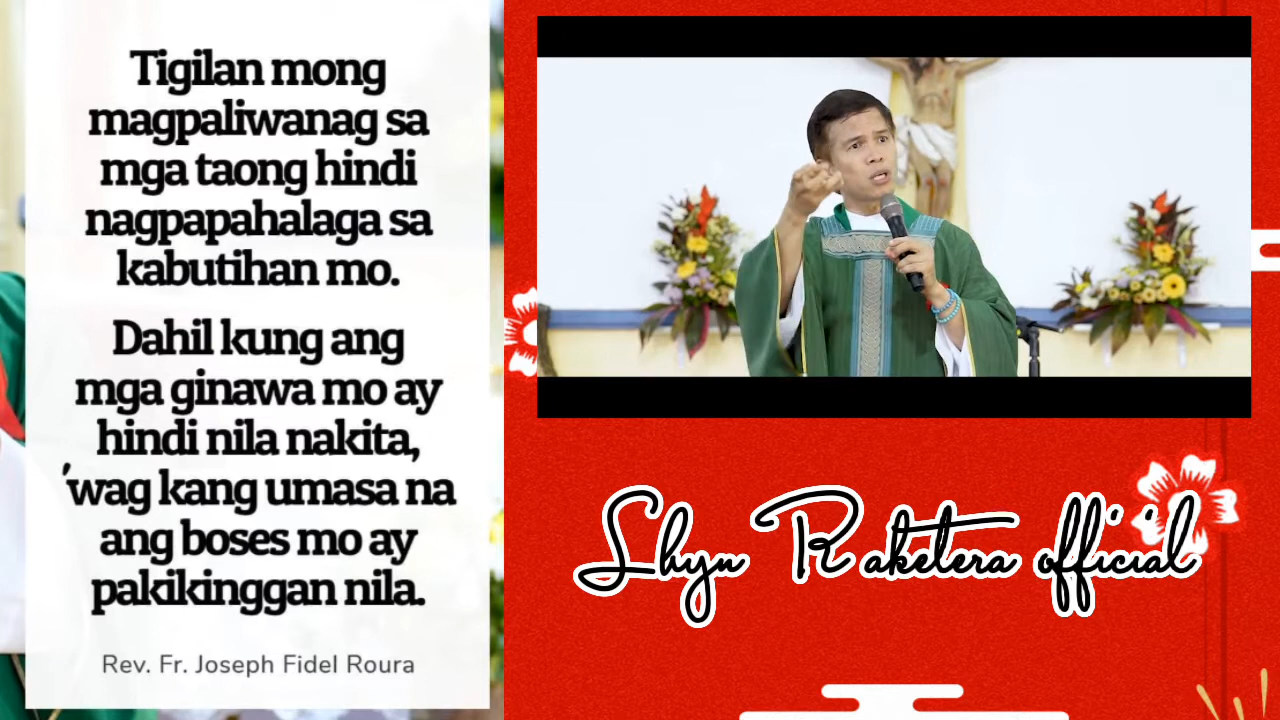 Tigilan mong
magpaliwanag sa
mga taong hindi
nagpapahalaga sa
kabutihan mo.
Dahil kung ang
mga ginawa mo ay
hindi nila nakita,
'wag kang umasa na
ang boses mo ay
pakikinggan nila.
Rev. Fr. Joseph Fidel Roura
Lhyn Raketera official